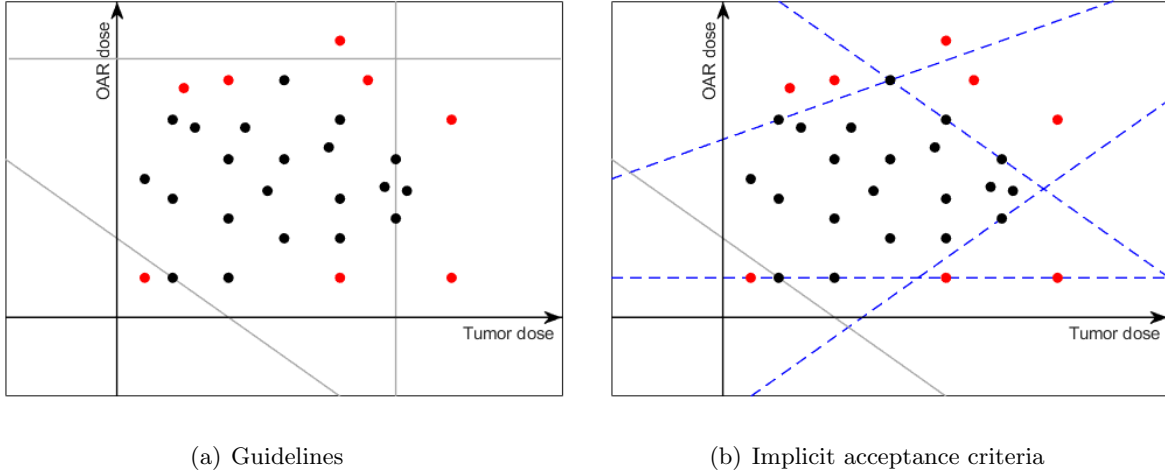 OAR dose
Tumor dose
(a) Guidelines
OAR dose
Tumor dose
(b) Implicit acceptance criteria